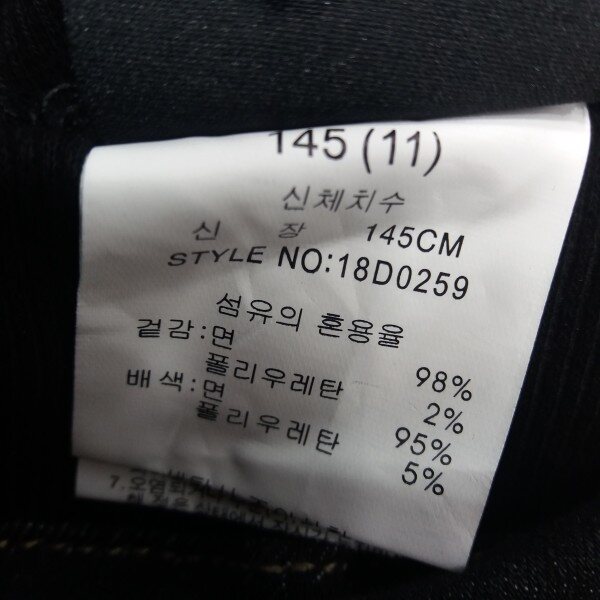 145 (11)
신체치수
신 장 145CM
STYLE NO:18D0259
섬유의 혼용율
겉감:면 98%
폴리우레탄 2%
배색:면 95%
폴리우레탄 5%
7.